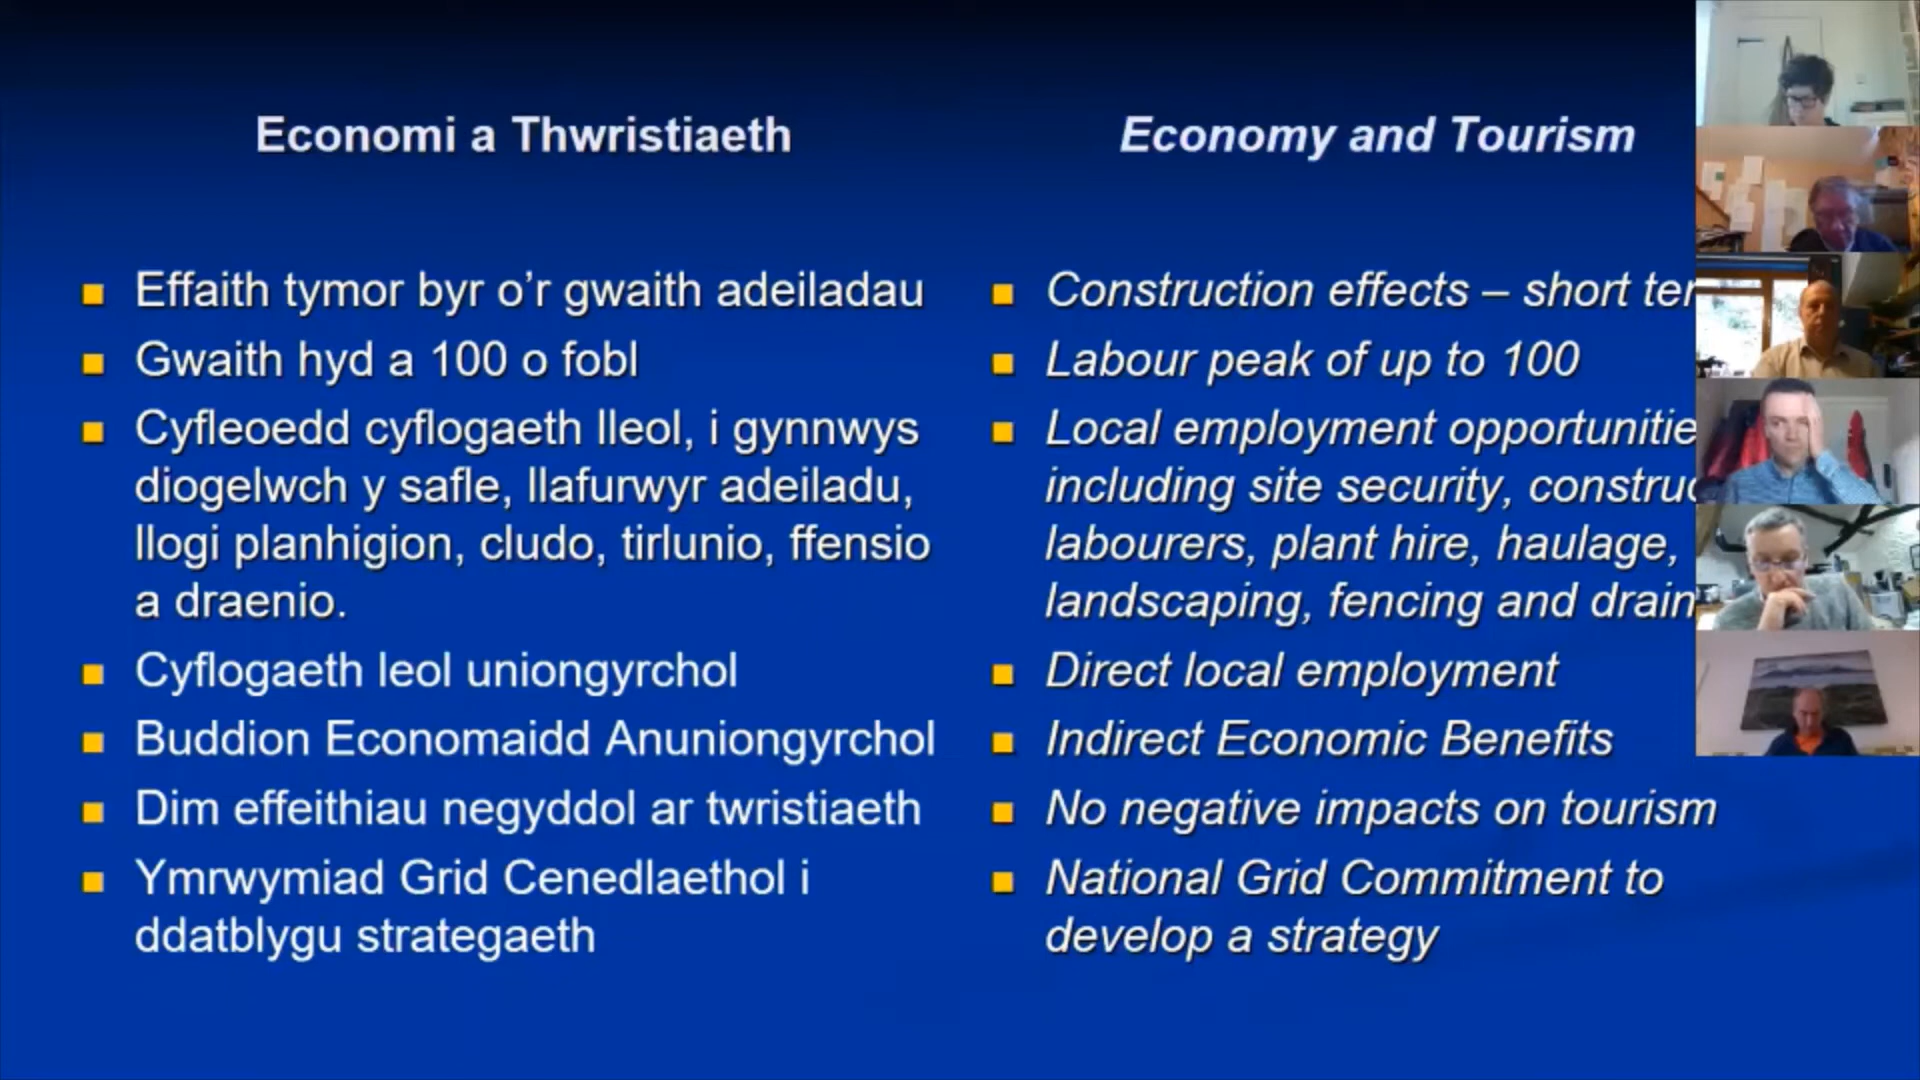 Economi a Thwristiaeth
Effaith tymor byr o'r gwaith adeiladau
Gwaith hyd a 100 o fobl
Cyfleoedd cyflogaeth lleol, i gynnwys
diogelwch y safle, llafurwyr adeiladu,
llogi planhigion, cludo, tirlunio, ffensio
a draenio.
Cyflogaeth leol uniongyrchol
Buddion Economaidd Anuniongyrchol
Dim effeithiau negyddol ar twristiaeth
Ymrwymiad Grid Cenedlaethol i
ddatblygu strategaeth
Economy and Tourism
Construction effects – short
Labour peak of up to 100
Local employment
including site security,
labourers, plant hire, haulage,
landscaping, fencing and
Direct local employment
Indirect Economic Benefits
No negative impacts on tourism
National Grid Commitment to
develop a strategy